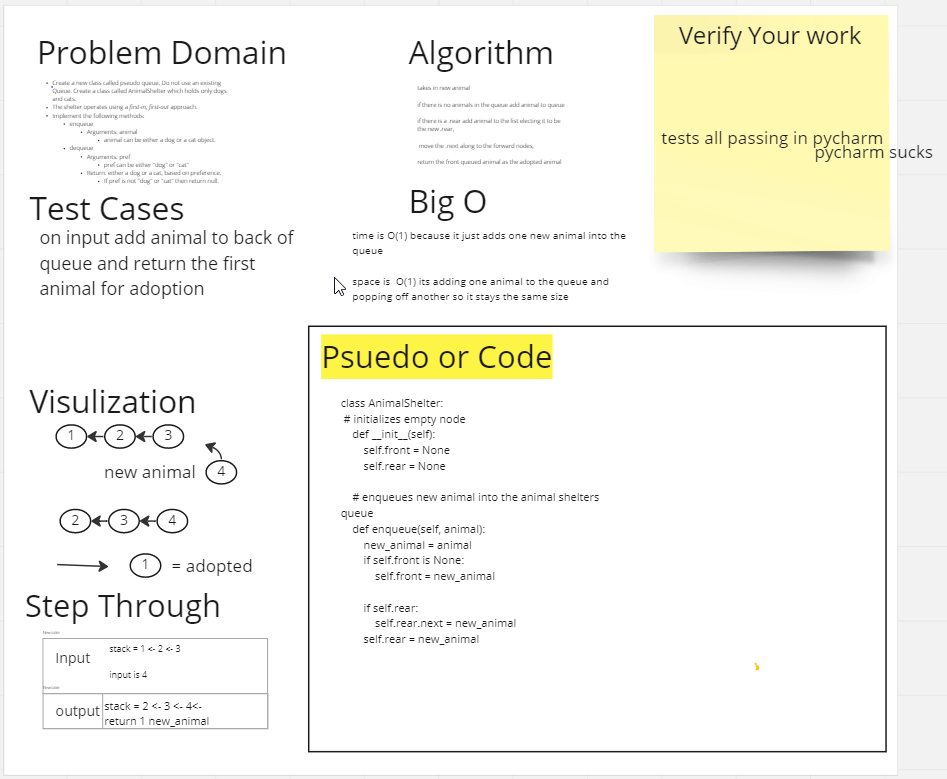 Problem Domain
Create a new class called pseudo queue. Do not use an existing
Queue. Create a class called AnimalShelter which holds only dogs
and cats.
The shelter operates using a first-in, first-out approach.
Implement the following methods:
enqueue
Arguments: animal
animal can be either a dog or a cat object.
dequeue
Arguments: pref
pref can be either "dog" or "cat"
Return: either a dog or a cat, based on preference.
If pref is not "dog" or "cat" then return null.
Test Cases
on input add animal to back of
queue and return the first
animal for adoption
Visulization
1
2
3
new animal
4
2
3
4
1
= adopted
Step Through
Input
stack = 1 <- 2 <- 3
input is 4
output
stack = 2 <- 3 <- 4<-
return 1 new_animal
Algorithm
takes in new animal
if there is no animals in the queue add animal to queue
if there is a .rear add animal to the list electing it to be
the new .rear,
move the .next along to the forward nodes,
return the front queued animal as the adopted animal
Big O
time is O(1) because it just adds one new animal into the
queue
space is  O(1) its adding one animal to the queue and
popping off another so it stays the same size
Verify Your work
tests all passing in pycharm
pycharm sucks
Psuedo or Code
class AnimalShelter:
# initializes empty node
def __init__(self):
self.front = None
self.rear = None
# enqueues new animal into the animal shelters
queue
def enqueue(self, animal):
new_animal = animal
if self.front is None:
self.front = new_animal
if self.rear:
self.rear.next = new_animal
self.rear = new_animal